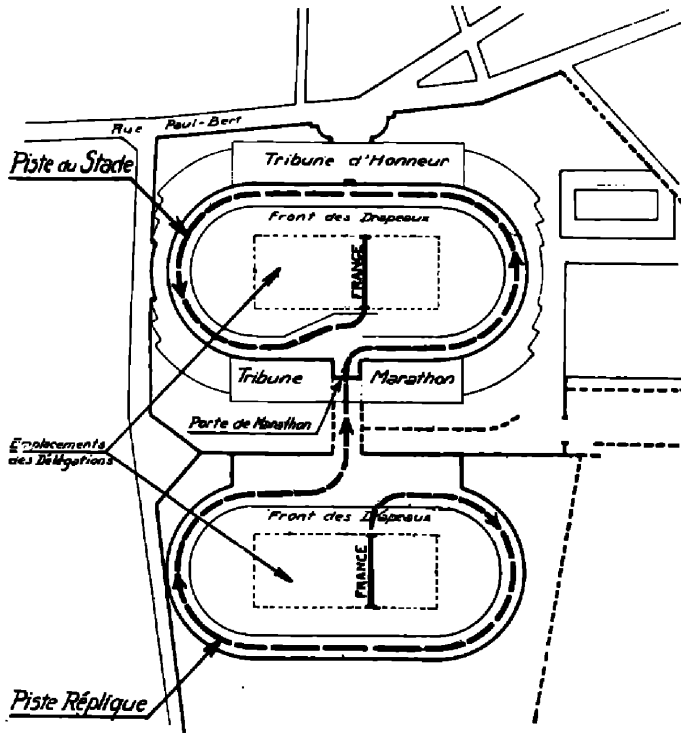 Rue Paul-Bert
Piste du Stade
Tribune d'Honneur
Front des Drapeaux
FRANCE
Tribune Marathon
Porte de Marathon
Emplacements
des Délégations
Front des Drapeaux
FRANCE
Piste Réplique